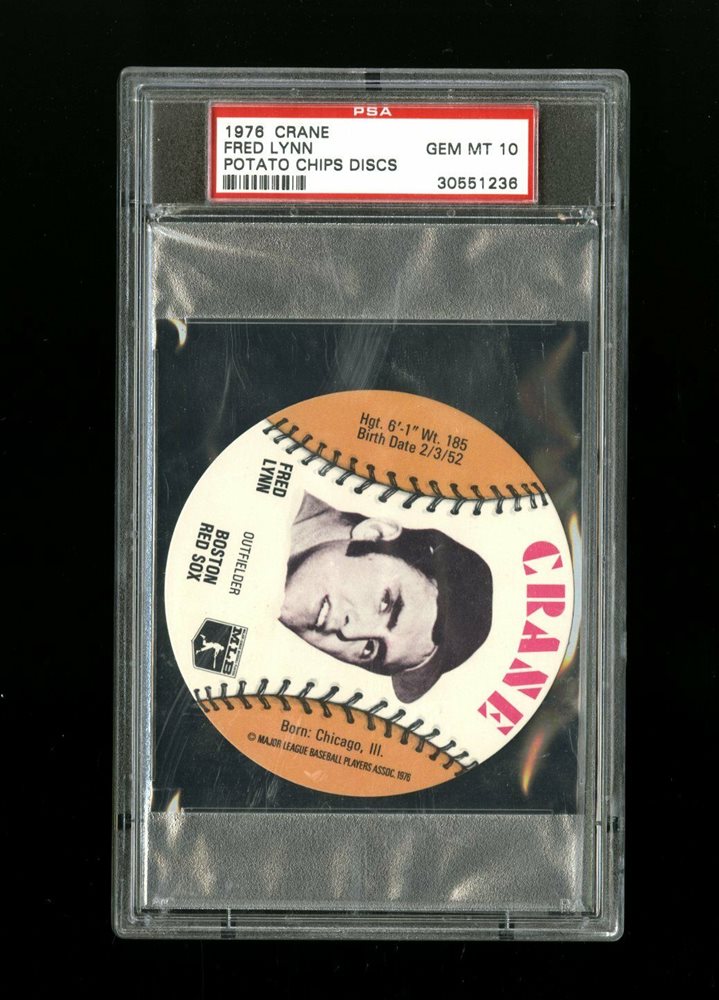 PSA
1976 CRANE
FRED LYNN GEM MT 10
POTATO CHIPS DISCS
30551236
Hgt. 6'-1" Wt. 185
Birth Date 2/3/52
CRANE
FRED
LYNN
OUTFIELDER
BOSTON
RED SOX
MLB
Born: Chicago, Ill.
© MAJOR LEAGUE BASEBALL PLAYERS ASSOC. 1976